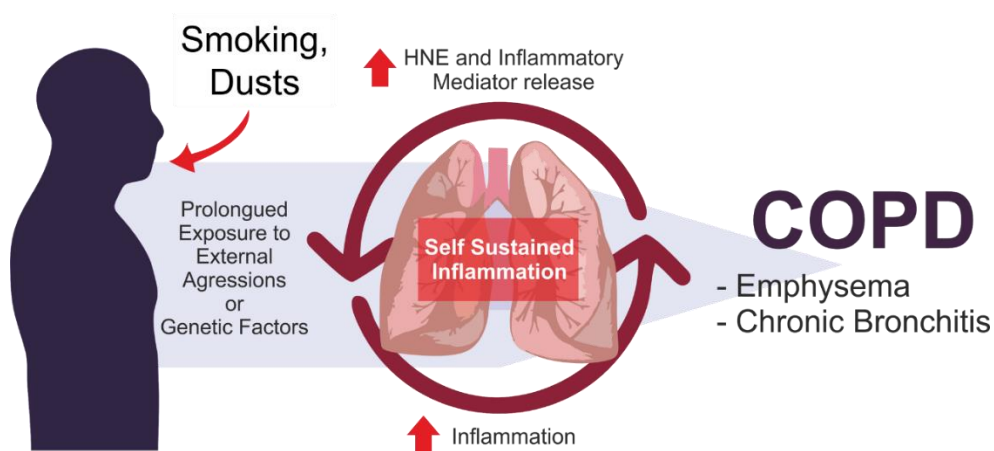 Smoking,
Dusts
HNE and Inflammatory
Mediator release
Prolongued
Exposure to
External
Agressions
or
Genetic Factors
Self Sustained
Inflammation
COPD
- Emphysema
- Chronic Bronchitis
Inflammation